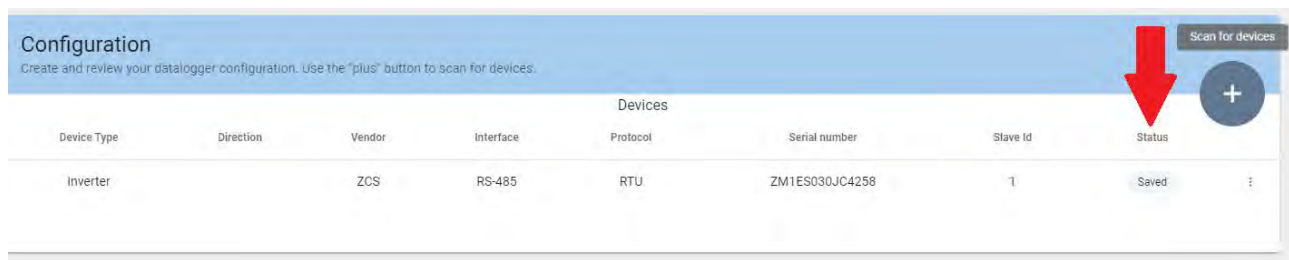 Configuration
Scan for devices
Create and review your datalogger configuration. Use the "plus" button to scan for devices.
+
Devices
Device Type Direction Vendor Interface Protocol Serial number Slave Id Status
Inverter ZCS RS-485 RTU ZM1ES030JC4258 1 Saved